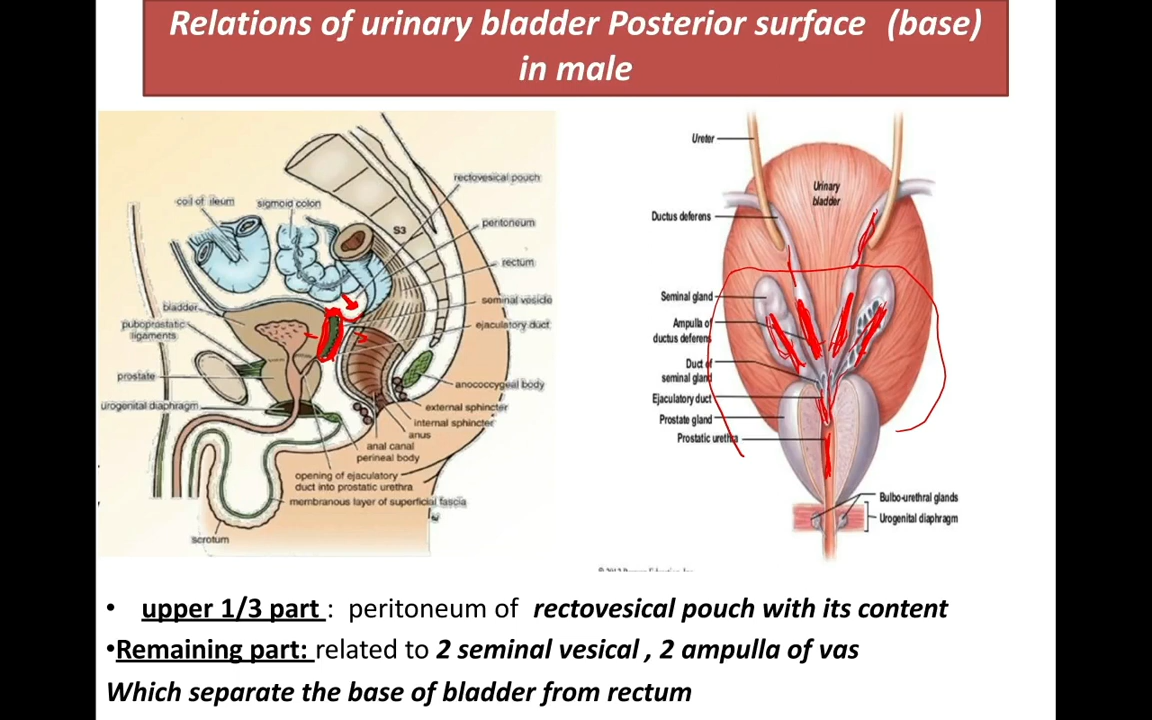 Relations of urinary bladder Posterior surface (base)
in male
rectovesical pouch
coil of ileum
sigmoid colon
S3
peritoneum
rectum
seminal vesicle
bladder
puboprostatic
ligaments
ejaculatory duct
prostate
anococcygeal body
urogenital diaphragm
external sphincter
internal sphincter
anus
anal canal
perineal body
opening of ejaculatory
duct into prostatic urethra
membranous layer of superficial fascia
scrotum
Ureter
Urinary
bladder
Ductus deferens
Seminal gland
Ampulla of
ductus deferens
Duct of
seminal gland
Ejaculatory duct
Prostate gland
Prostatic urethra
Bulbo-urethral glands
Urogenital diaphragm
• upper 1/3 part : peritoneum of rectovesical pouch with its content
•Remaining part: related to 2 seminal vesical , 2 ampulla of vas
Which separate the base of bladder from rectum